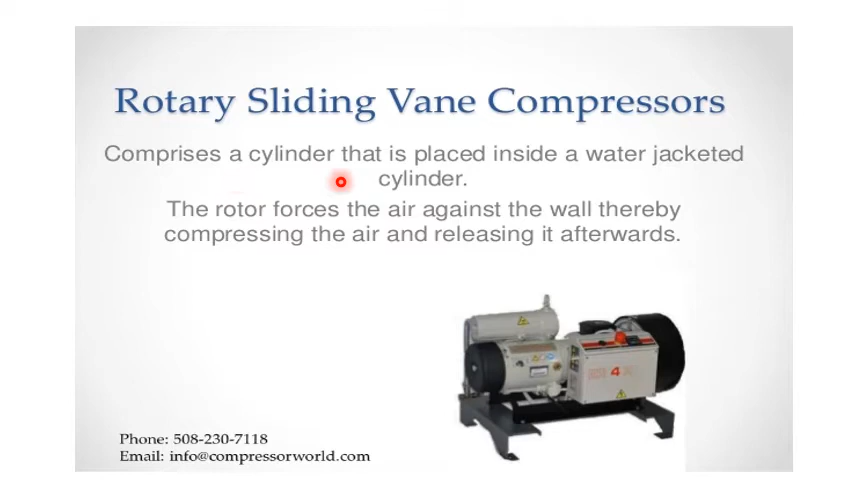 Rotary Sliding Vane Compressors
Comprises a cylinder that is placed inside a water jacketed
cylinder.
The rotor forces the air against the wall thereby
compressing the air and releasing it afterwards.
4
Phone: 508-230-7118
Email: info@compressorworld.com